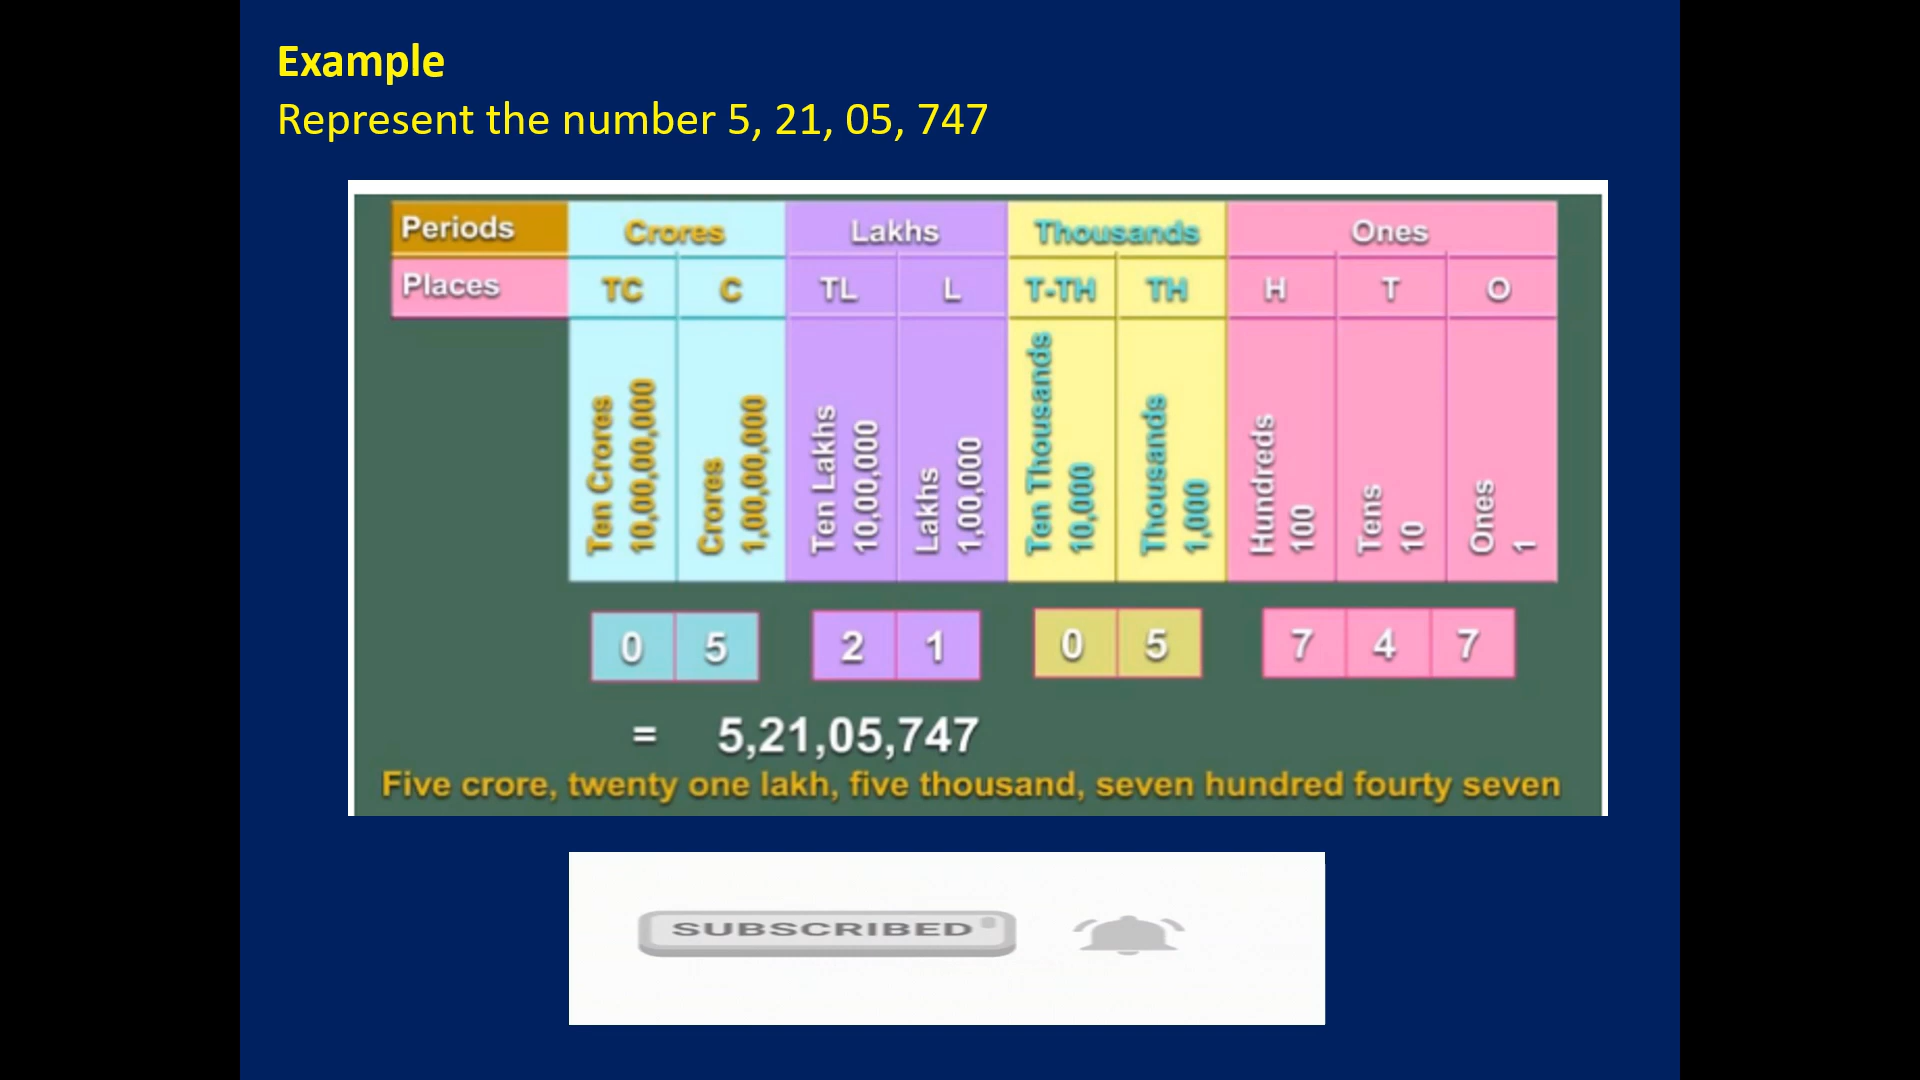 Example
Represent the number 5, 21, 05, 747
Periods Crores Lakhs Thousands Ones
Places TC C TL L T-TH TH H T O
Ten Crores
10,00,00,000
Crores
1,00,00,000
Ten Lakhs
10,00,000
Lakhs
1,00,000
Ten Thousands
10,000
Thousands
1,000
Hundreds
100
Tens
10
Ones
1
0 5 2 1 0 5 7 4 7
= 5,21,05,747
Five crore, twenty one lakh, five thousand, seven hundred fourty seven
SUBSCRIBED